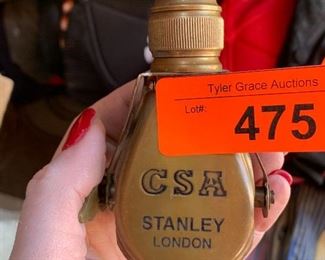 Tyler Grace Auctions
Lot#:
475
CSA
STANLEY
LONDON